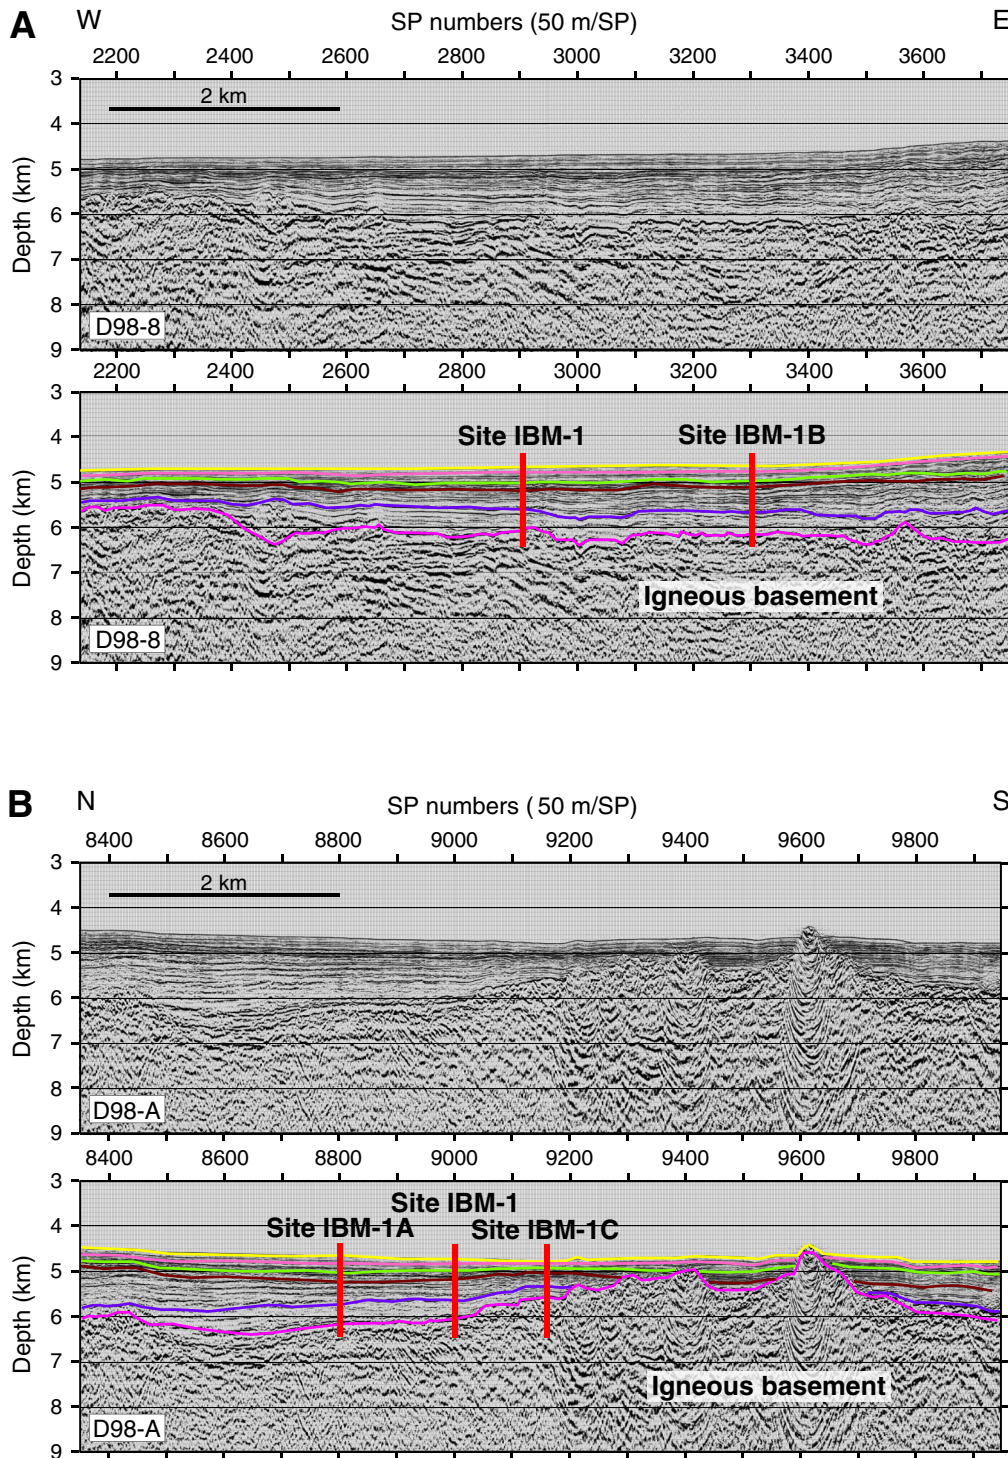 A W SP numbers (50 m/SP) E
2200 2400 2600 2800 3000 3200 3400 3600
3
2 km
4
5
6
7
8
9
Depth (km)
D98-8
2200 2400 2600 2800 3000 3200 3400 3600
3
4
5
6
7
8
9
Depth (km)
Site IBM-1 Site IBM-1B
Igneous basement
D98-8
B N SP numbers (50 m/SP) S
8400 8600 8800 9000 9200 9400 9600 9800
3
2 km
4
5
6
7
8
9
Depth (km)
D98-A
8400 8600 8800 9000 9200 9400 9600 9800
3
4
5
6
7
8
9
Depth (km)
Site IBM-1
Site IBM-1A Site IBM-1C
Igneous basement
D98-A